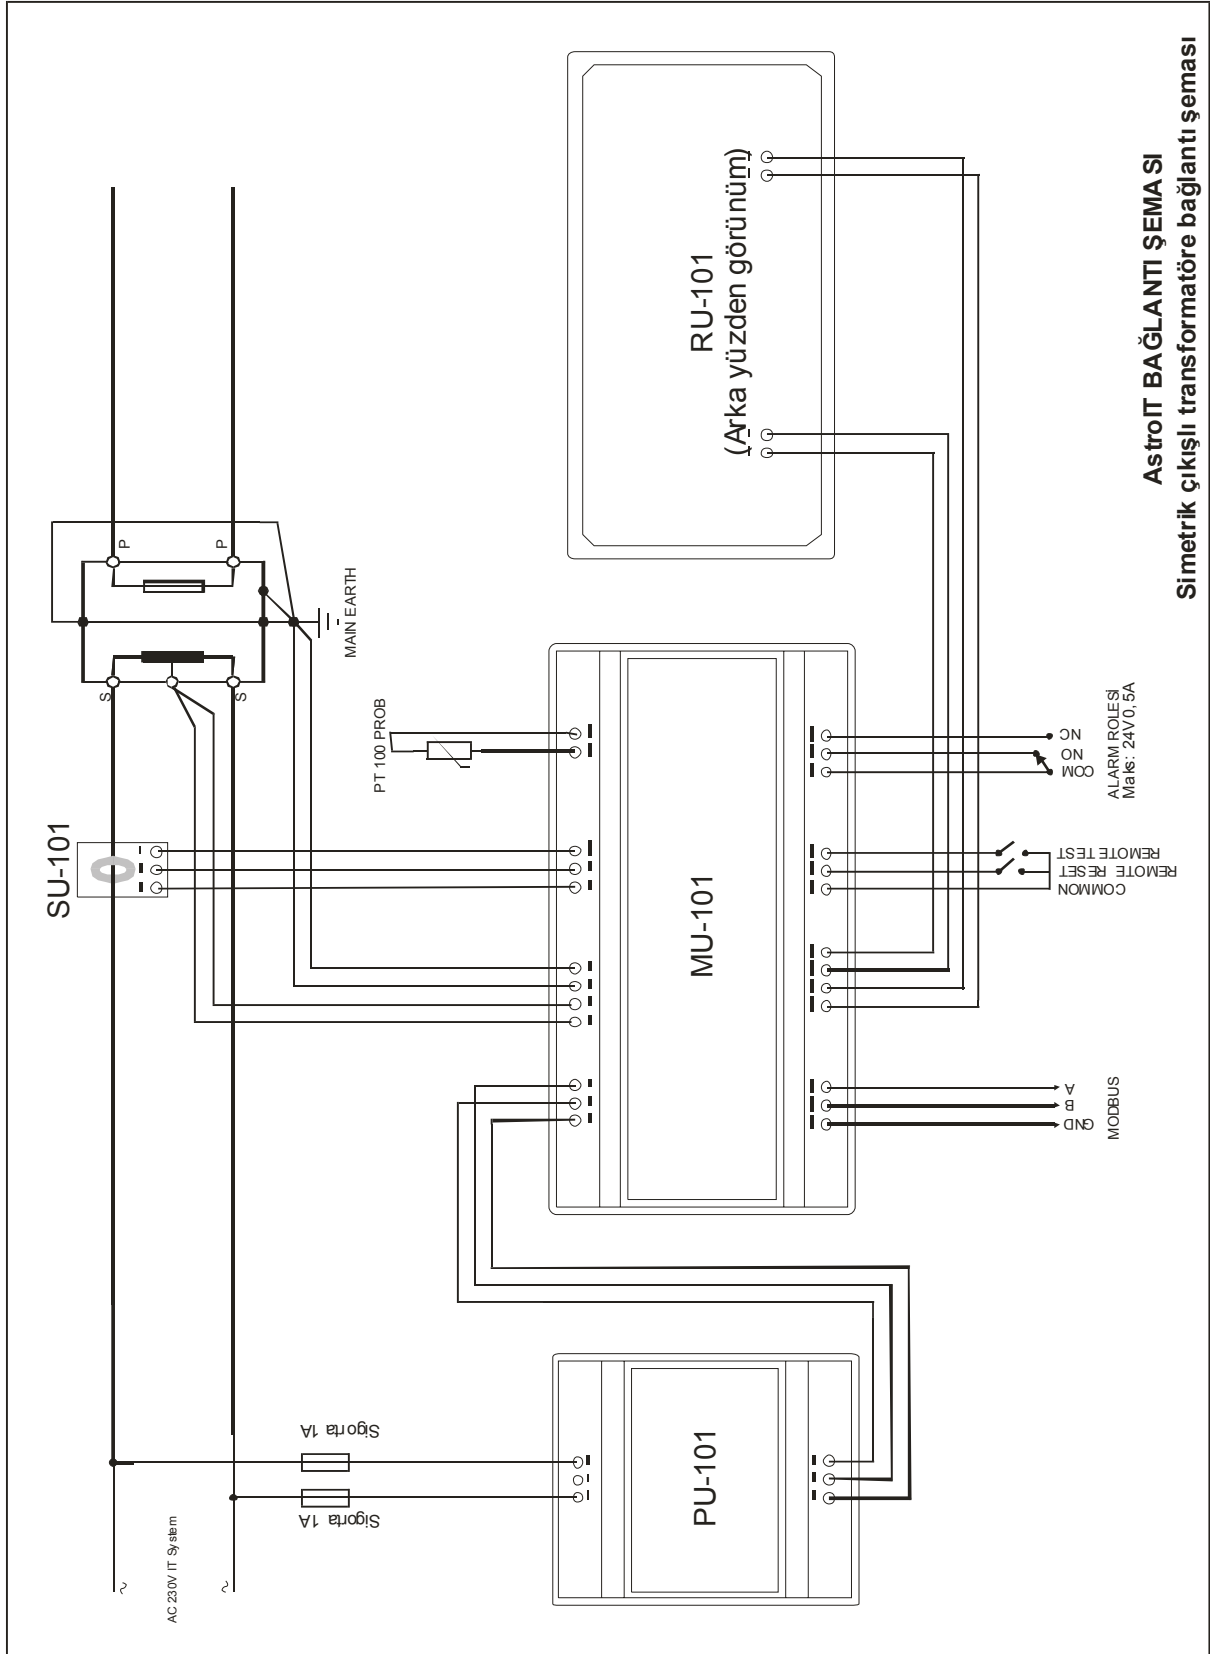 AstroIT BAĞLANTI ŞEMASI
Simetrik çıkışlı transformatöre bağlantı şeması
RU-101
(Arka yüzden görünüm)
P
P
S
S
MAIN EARTH
PT 100 PROB
SU-101
MU-101
NC
NO
COM
ALARM ROLESİ
Maks: 24V 0,5A
REMOTE TEST
REMOTE RESET
COMMON
A
B
GND
MODBUS
PU-101
Sigorta 1A
Sigorta 1A
AC 230V IT System
~
~